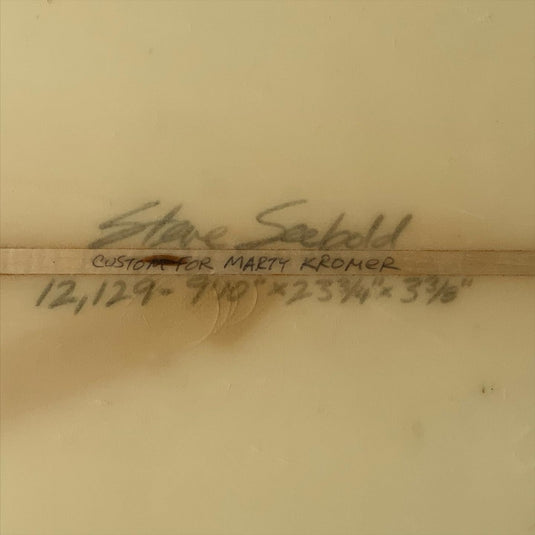 Steve Seebold
CUSTOM FOR MARTY KROMER
12,129- 9'10" x 23 3/4" x 3 3/8"